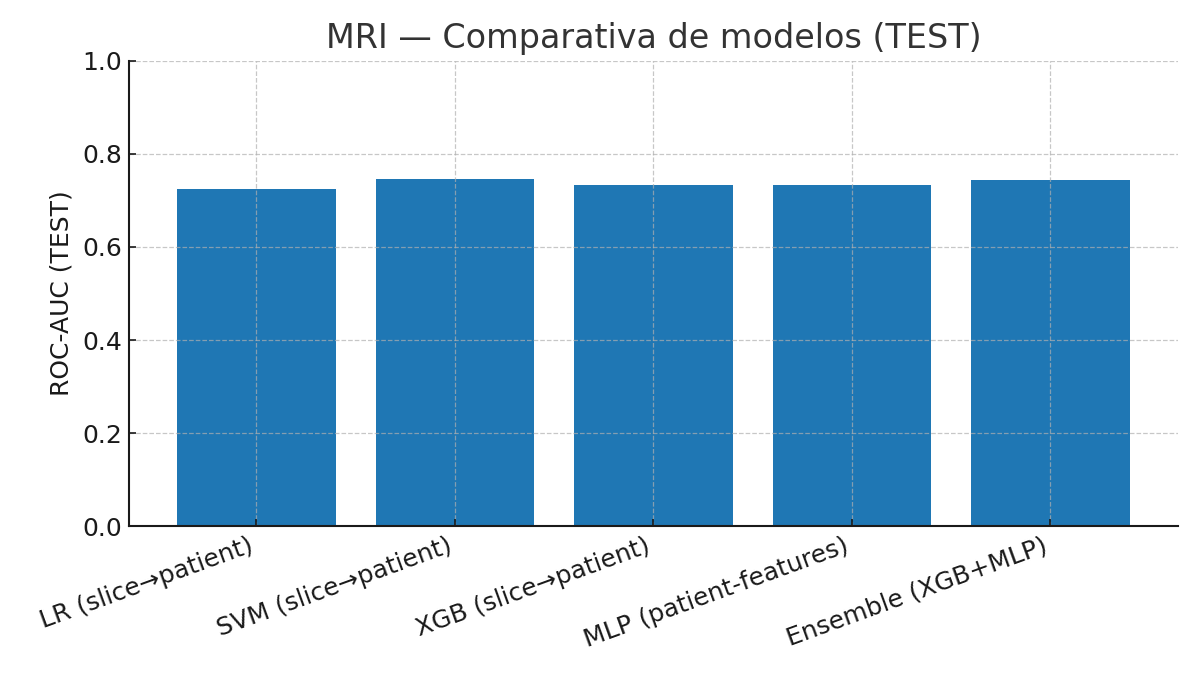 MRI — Comparativa de modelos (TEST)
ROC-AUC (TEST)
1.0
0.8
0.6
0.4
0.2
0.0
LR (slice→patient)
SVM (slice→patient)
XGB (slice→patient)
MLP (patient-features)
Ensemble (XGB+MLP)